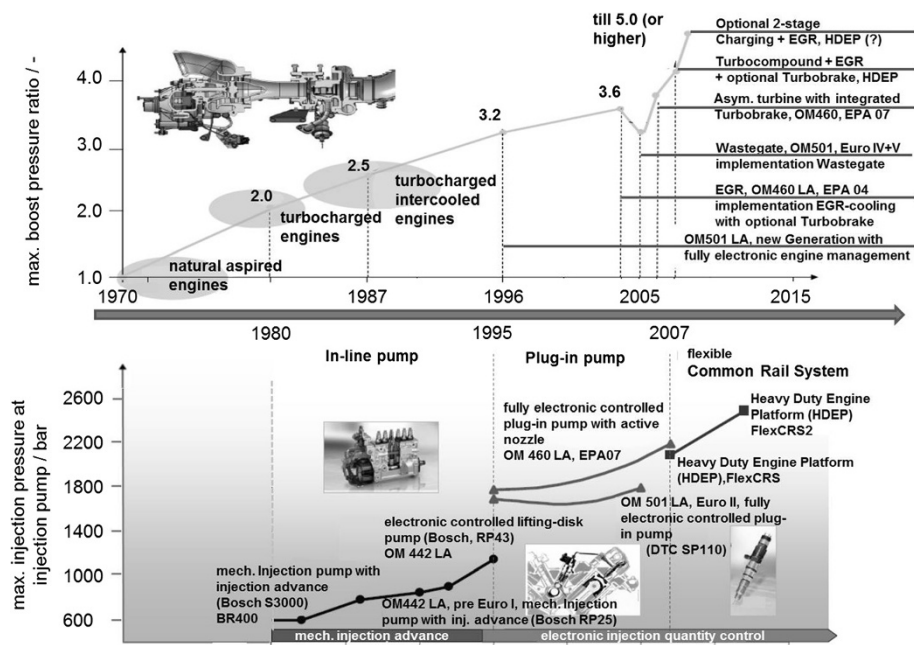 max. boost pressure ratio / -
4.0
3.0
2.0
1.0
till 5.0 (or
higher)
3.6
3.2
2.5
2.0
turbocharged
intercooled
engines
turbocharged
engines
natural aspired
engines
Optional 2-stage
Charging + EGR, HDEP (?)
Turbocompound + EGR
+ optional Turbobrake, HDEP
Asym. turbine with integrated
Turbobrake, OM460, EPA 07
Wastegate, OM501, Euro IV+V
implementation Wastegate
EGR, OM460 LA, EPA 04
implementation EGR-cooling
with optional Turbobrake
OM501 LA, new Generation with
fully electronic engine management
1970
1987
1996
2005
2015
1980
1995
2007
In-line pump
Plug-in pump
flexible
Common Rail System
max. injection pressure at
injection pump / bar
2600
2200
1800
1400
1000
800
600
fully electronic controlled
plug-in pump with active
nozzle
OM 460 LA, EPA07
Heavy Duty Engine
Platform (HDEP)
FlexCRS2
Heavy Duty Engine Platform
(HDEP),FlexCRS
OM 501 LA, Euro II, fully
electronic controlled plug-
in pump
(DTC SP110)
electronic controlled lifting-disk
pump (Bosch, RP43)
OM 442 LA
mech. Injection pump with
injection advance
(Bosch S3000)
BR400
OM442 LA, pre Euro I, mech. Injection
pump with inj. advance (Bosch RP25)
mech. injection advance
electronic injection quantity control